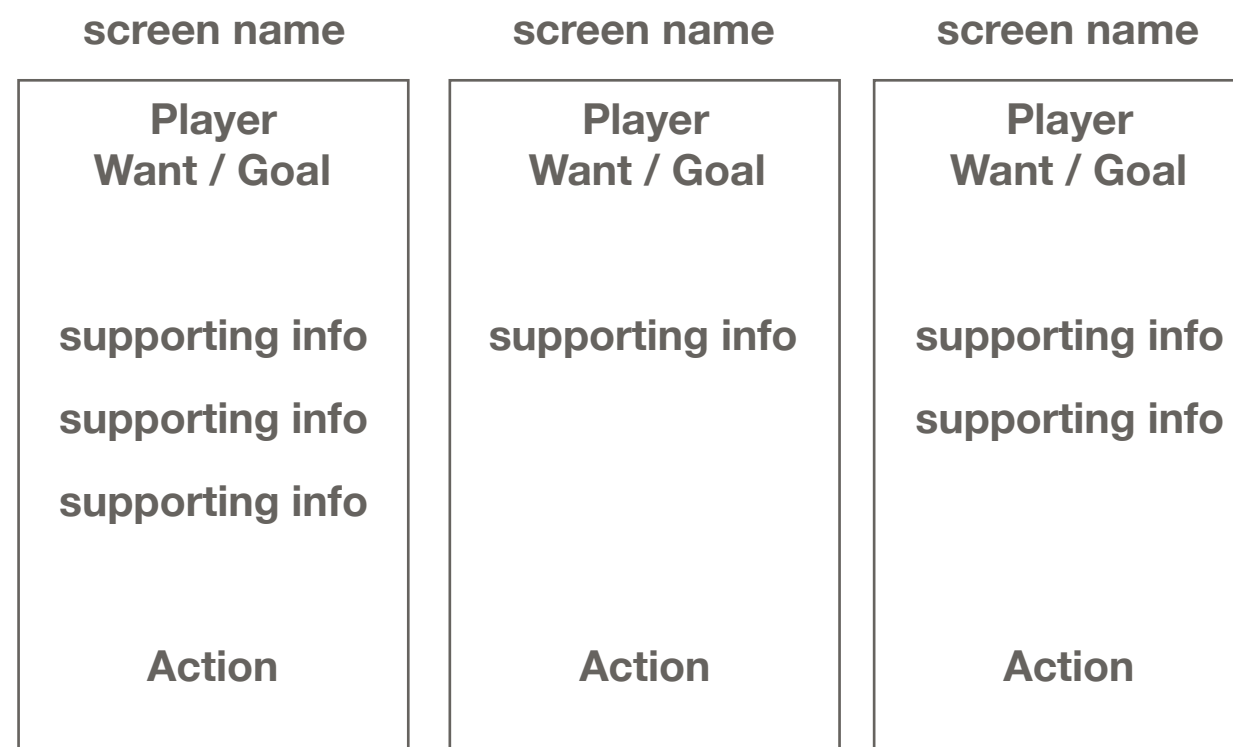 screen name
Player
Want / Goal
supporting info
supporting info
supporting info
Action
screen name
Player
Want / Goal
supporting info
Action
screen name
Player
Want / Goal
supporting info
supporting info
Action